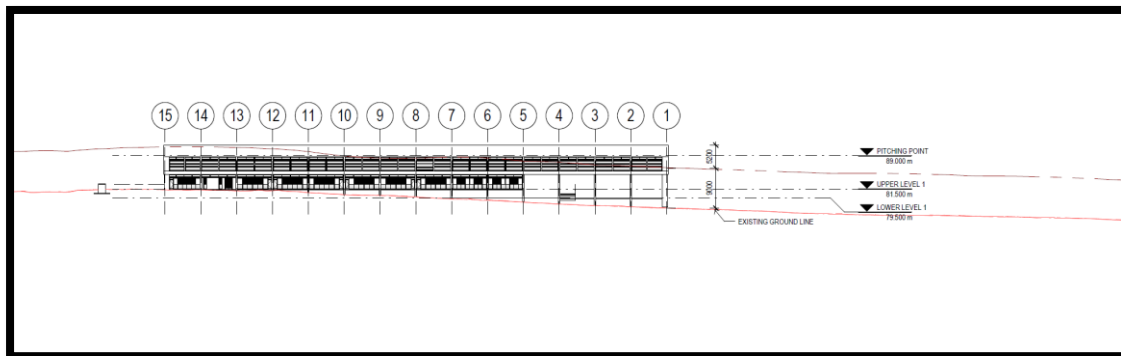 15 14 13 12 11 10 9 8 7 6 5 4 3 2 1
5200
PITCHING POINT
89.000 m
9000
UPPER LEVEL 1
81.500 m
LOWER LEVEL 1
79.500 m
EXISTING GROUND LINE